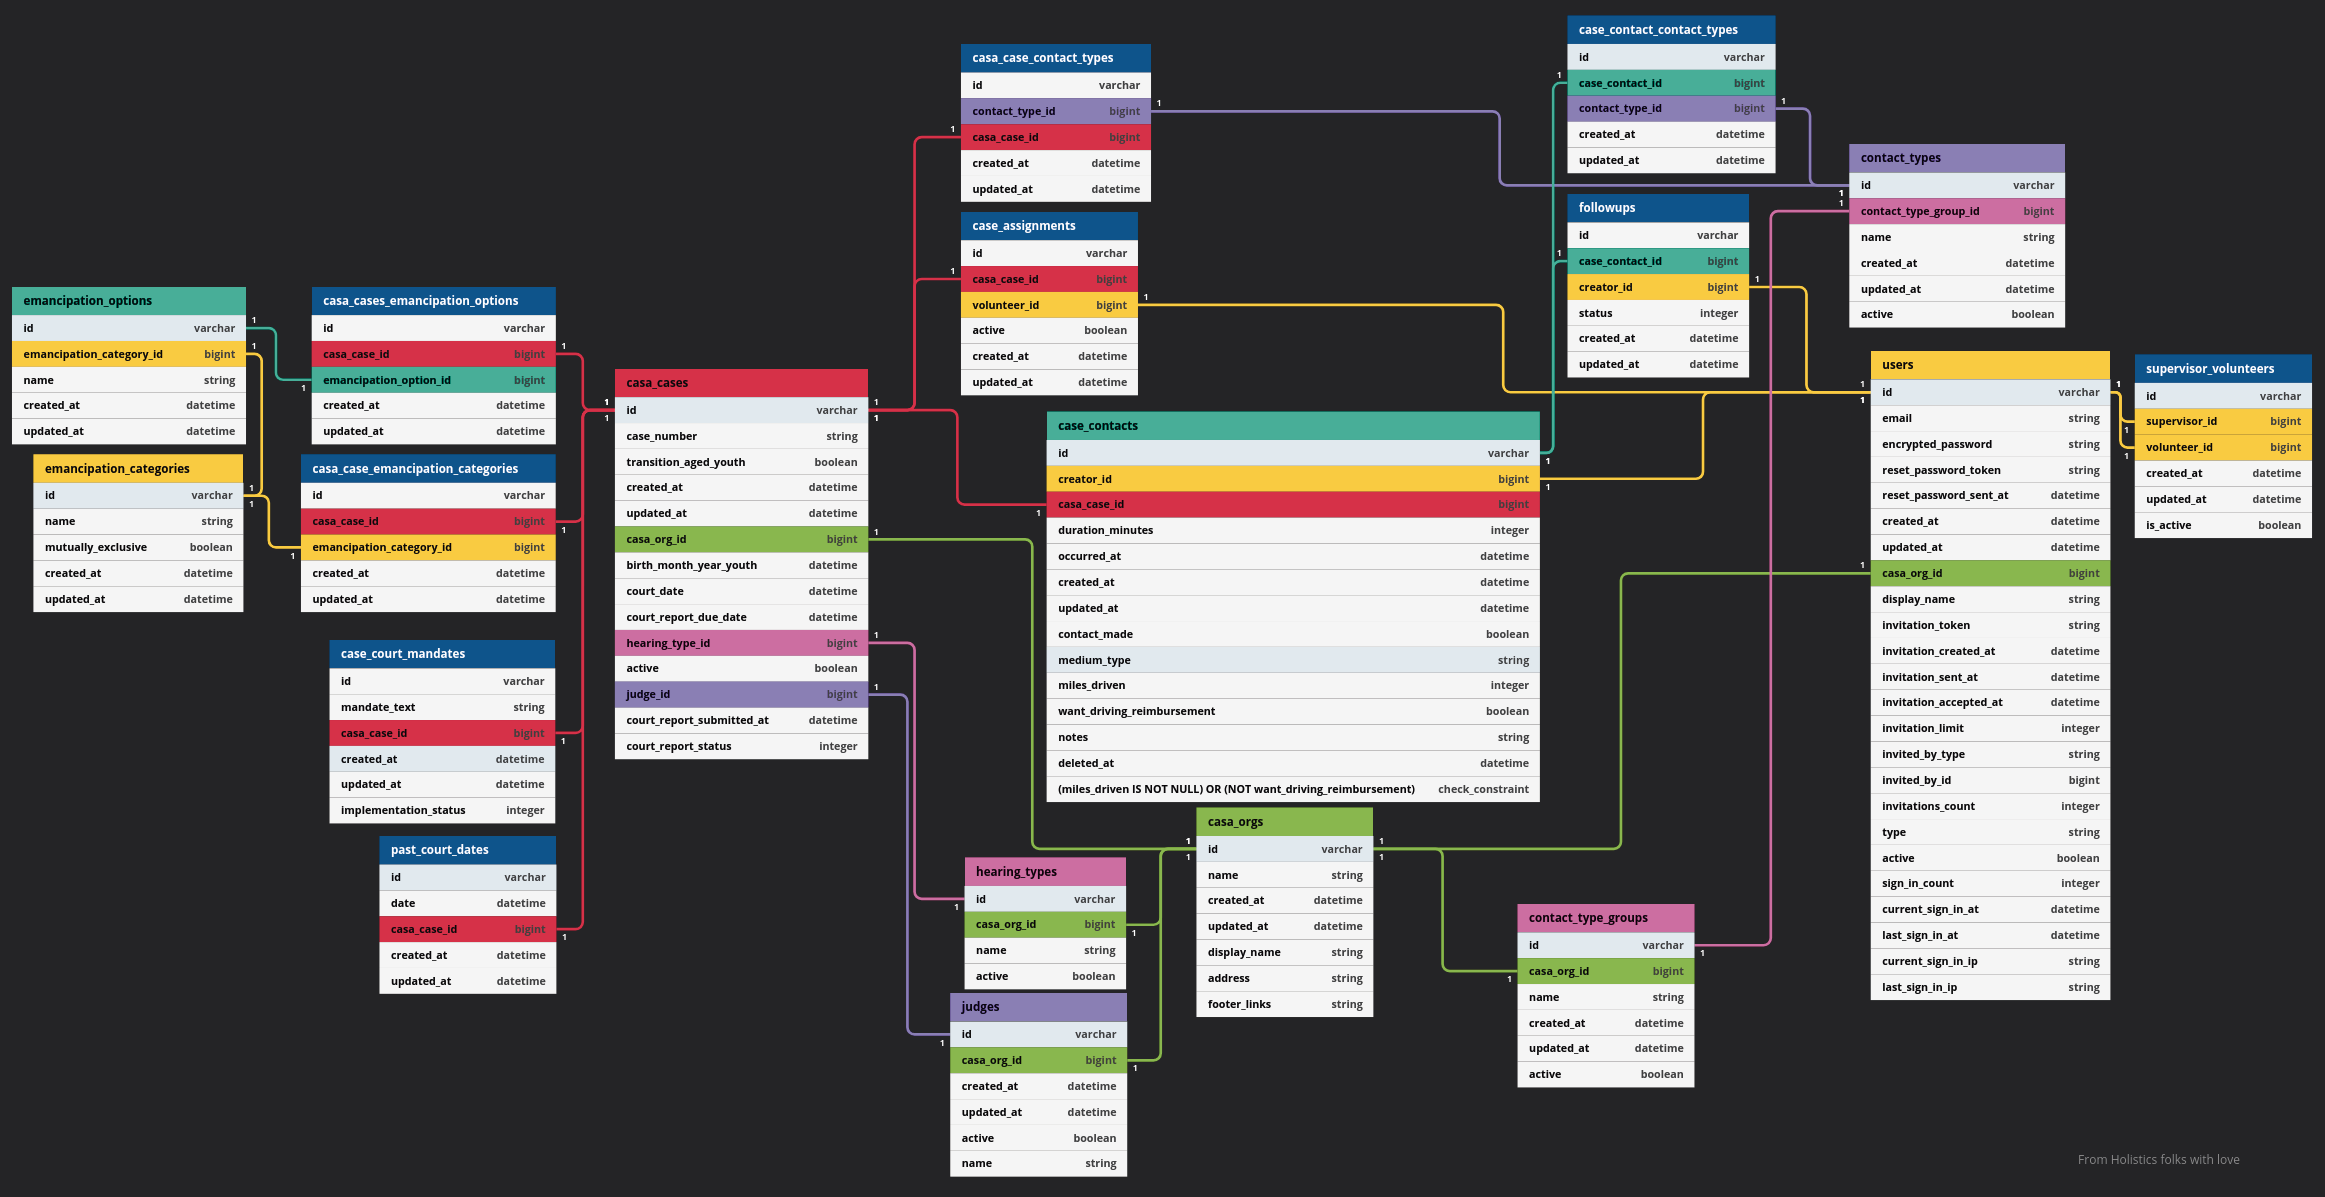 emancipation_options
id varchar
emancipation_category_id bigint
name string
created_at datetime
updated_at datetime
emancipation_categories
id varchar
name string
mutually_exclusive boolean
created_at datetime
updated_at datetime
casa_cases_emancipation_options
id varchar
casa_case_id bigint
emancipation_option_id bigint
created_at datetime
updated_at datetime
casa_case_emancipation_categories
id varchar
casa_case_id bigint
emancipation_category_id bigint
created_at datetime
updated_at datetime
case_court_mandates
id varchar
mandate_text string
casa_case_id bigint
created_at datetime
updated_at datetime
implementation_status integer
past_court_dates
id varchar
date datetime
casa_case_id bigint
created_at datetime
updated_at datetime
casa_cases
id varchar
case_number string
transition_aged_youth boolean
created_at datetime
updated_at datetime
casa_org_id bigint
birth_month_year_youth datetime
court_date datetime
court_report_due_date datetime
hearing_type_id bigint
active boolean
judge_id bigint
court_report_submitted_at datetime
court_report_status integer
casa_case_contact_types
id varchar
contact_type_id bigint
casa_case_id bigint
created_at datetime
updated_at datetime
case_assignments
id varchar
casa_case_id bigint
volunteer_id bigint
active boolean
created_at datetime
updated_at datetime
case_contacts
id varchar
creator_id bigint
casa_case_id bigint
duration_minutes integer
occurred_at datetime
created_at datetime
updated_at datetime
contact_made boolean
medium_type string
miles_driven integer
want_driving_reimbursement boolean
notes string
deleted_at datetime
(miles_driven IS NOT NULL) OR (NOT want_driving_reimbursement) check_constraint
hearing_types
id varchar
casa_org_id bigint
name string
active boolean
judges
id varchar
casa_org_id bigint
created_at datetime
updated_at datetime
active boolean
name string
casa_orgs
id varchar
name string
created_at datetime
updated_at datetime
display_name string
address string
footer_links string
case_contact_contact_types
id varchar
case_contact_id bigint
contact_type_id bigint
created_at datetime
updated_at datetime
followups
id varchar
case_contact_id bigint
creator_id bigint
status integer
created_at datetime
updated_at datetime
contact_type_groups
id varchar
casa_org_id bigint
name string
created_at datetime
updated_at datetime
active boolean
contact_types
id varchar
contact_type_group_id bigint
name string
created_at datetime
updated_at datetime
active boolean
users
id varchar
email string
encrypted_password string
reset_password_token string
reset_password_sent_at datetime
created_at datetime
updated_at datetime
casa_org_id bigint
display_name string
invitation_token string
invitation_created_at datetime
invitation_sent_at datetime
invitation_accepted_at datetime
invitation_limit integer
invited_by_type string
invited_by_id bigint
invitations_count integer
type string
active boolean
sign_in_count integer
current_sign_in_at datetime
last_sign_in_at datetime
current_sign_in_ip string
last_sign_in_ip string
supervisor_volunteers
id varchar
supervisor_id bigint
volunteer_id bigint
created_at datetime
updated_at datetime
is_active boolean
From Holistics folks with love